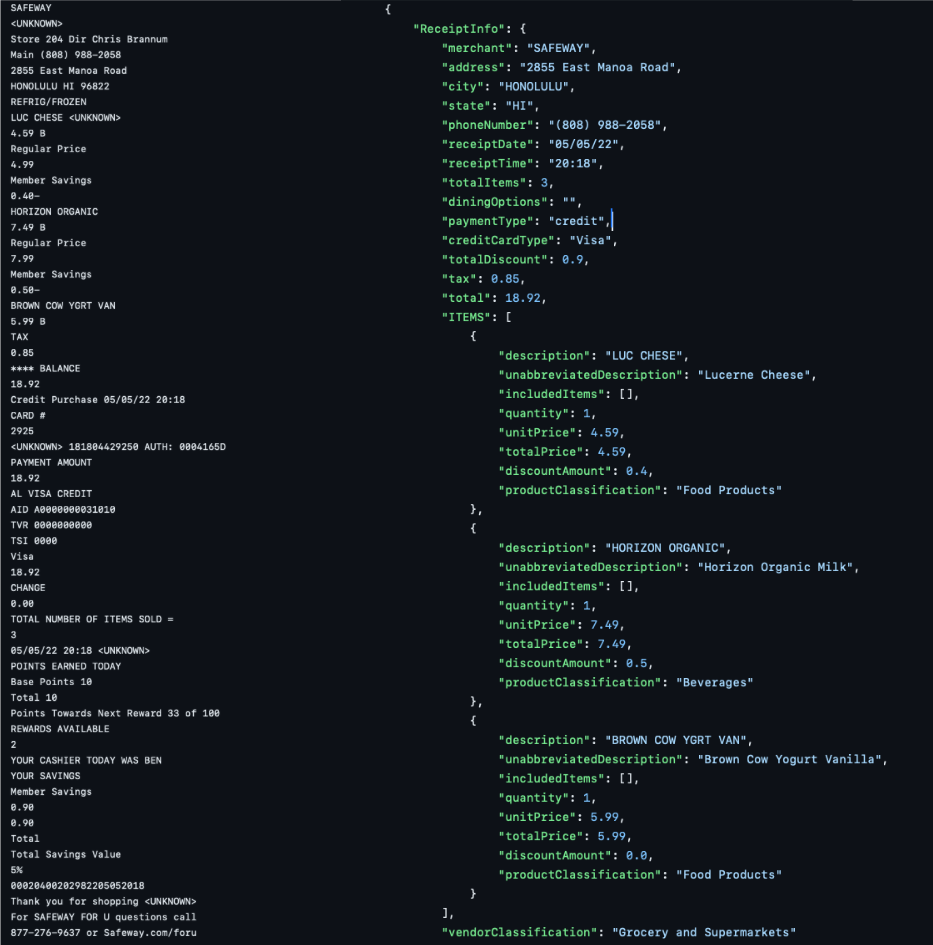 SAFEWAY
<UNKNOWN>
Store 204 Dir Chris Brannum
Main (808) 988-2058
2855 East Manoa Road
HONOLULU HI 96822
REFRIG/FROZEN
LUC CHESE <UNKNOWN>
4.59 B
Regular Price
4.99
Member Savings
0.40-
HORIZON ORGANIC
7.49 B
Regular Price
7.99
Member Savings
0.50-
BROWN COW YGRT VAN
5.99 B
TAX
0.85
**** BALANCE
18.92
Credit Purchase 05/05/22 20:18
CARD #
2925
<UNKNOWN> 181804429250 AUTH: 0004165D
PAYMENT AMOUNT
18.92
AL VISA CREDIT
AID A0000000031010
TVR 0000000000
TSI 0000
Visa
18.92
CHANGE
0.00
TOTAL NUMBER OF ITEMS SOLD =
3
05/05/22 20:18 <UNKNOWN>
POINTS EARNED TODAY
Base Points 10
Total 10
Points Towards Next Reward 33 of 100
REWARDS AVAILABLE
2
YOUR CASHIER TODAY WAS BEN
YOUR SAVINGS
Member Savings
0.90
0.90
Total
Total Savings Value
5%
00020400202982205052018
Thank you for shopping <UNKNOWN>
For SAFEWAY FOR U questions call
877-276-9637 or Safeway.com/foru
{
"ReceiptInfo": {
"merchant": "SAFEWAY",
"address": "2855 East Manoa Road",
"city": "HONOLULU",
"state": "HI",
"phoneNumber": "(808) 988-2058",
"receiptDate": "05/05/22",
"receiptTime": "20:18",
"totalItems": 3,
"diningOptions": "",
"paymentType": "credit",
"creditCardType": "Visa",
"totalDiscount": 0.9,
"tax": 0.85,
"total": 18.92,
"ITEMS": [
{
"description": "LUC CHESE",
"unabbreviatedDescription": "Lucerne Cheese",
"includedItems": [],
"quantity": 1,
"unitPrice": 4.59,
"totalPrice": 4.59,
"discountAmount": 0.4,
"productClassification": "Food Products"
},
{
"description": "HORIZON ORGANIC",
"unabbreviatedDescription": "Horizon Organic Milk",
"includedItems": [],
"quantity": 1,
"unitPrice": 7.49,
"totalPrice": 7.49,
"discountAmount": 0.5,
"productClassification": "Beverages"
},
{
"description": "BROWN COW YGRT VAN",
"unabbreviatedDescription": "Brown Cow Yogurt Vanilla",
"includedItems": [],
"quantity": 1,
"unitPrice": 5.99,
"totalPrice": 5.99,
"discountAmount": 0.0,
"productClassification": "Food Products"
}
],
"vendorClassification": "Grocery and Supermarkets"